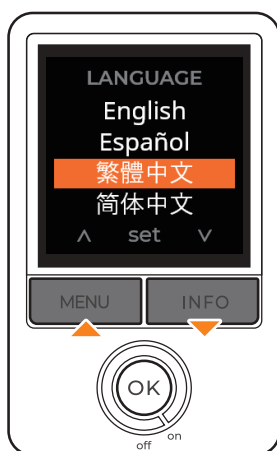 LANGUAGE
English
Español
繁體中文
简体中文
∧ set ∨
MENU INFO
OK
on
off